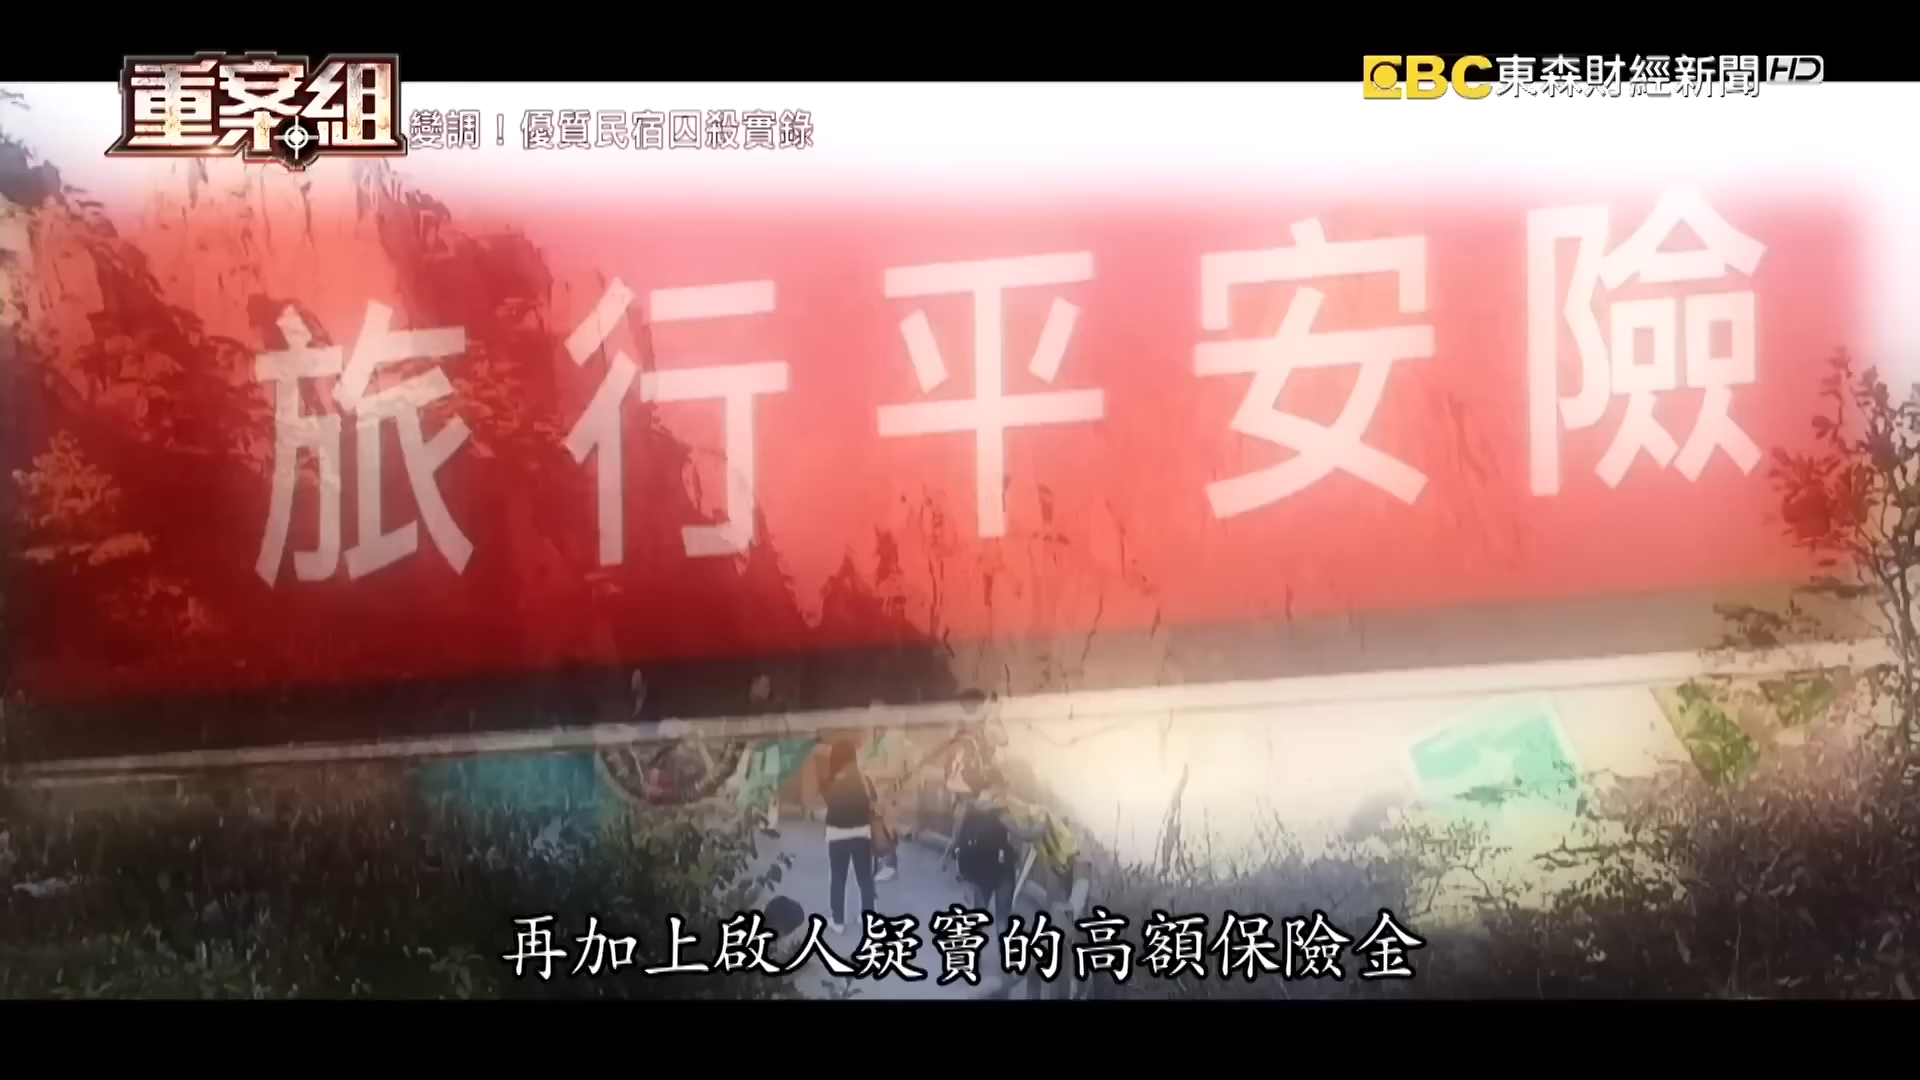 重案組
變調！優質民宿囚殺實錄
EBC東森財經新聞HD
旅行平安險
再加上啟人疑竇的高額保險金